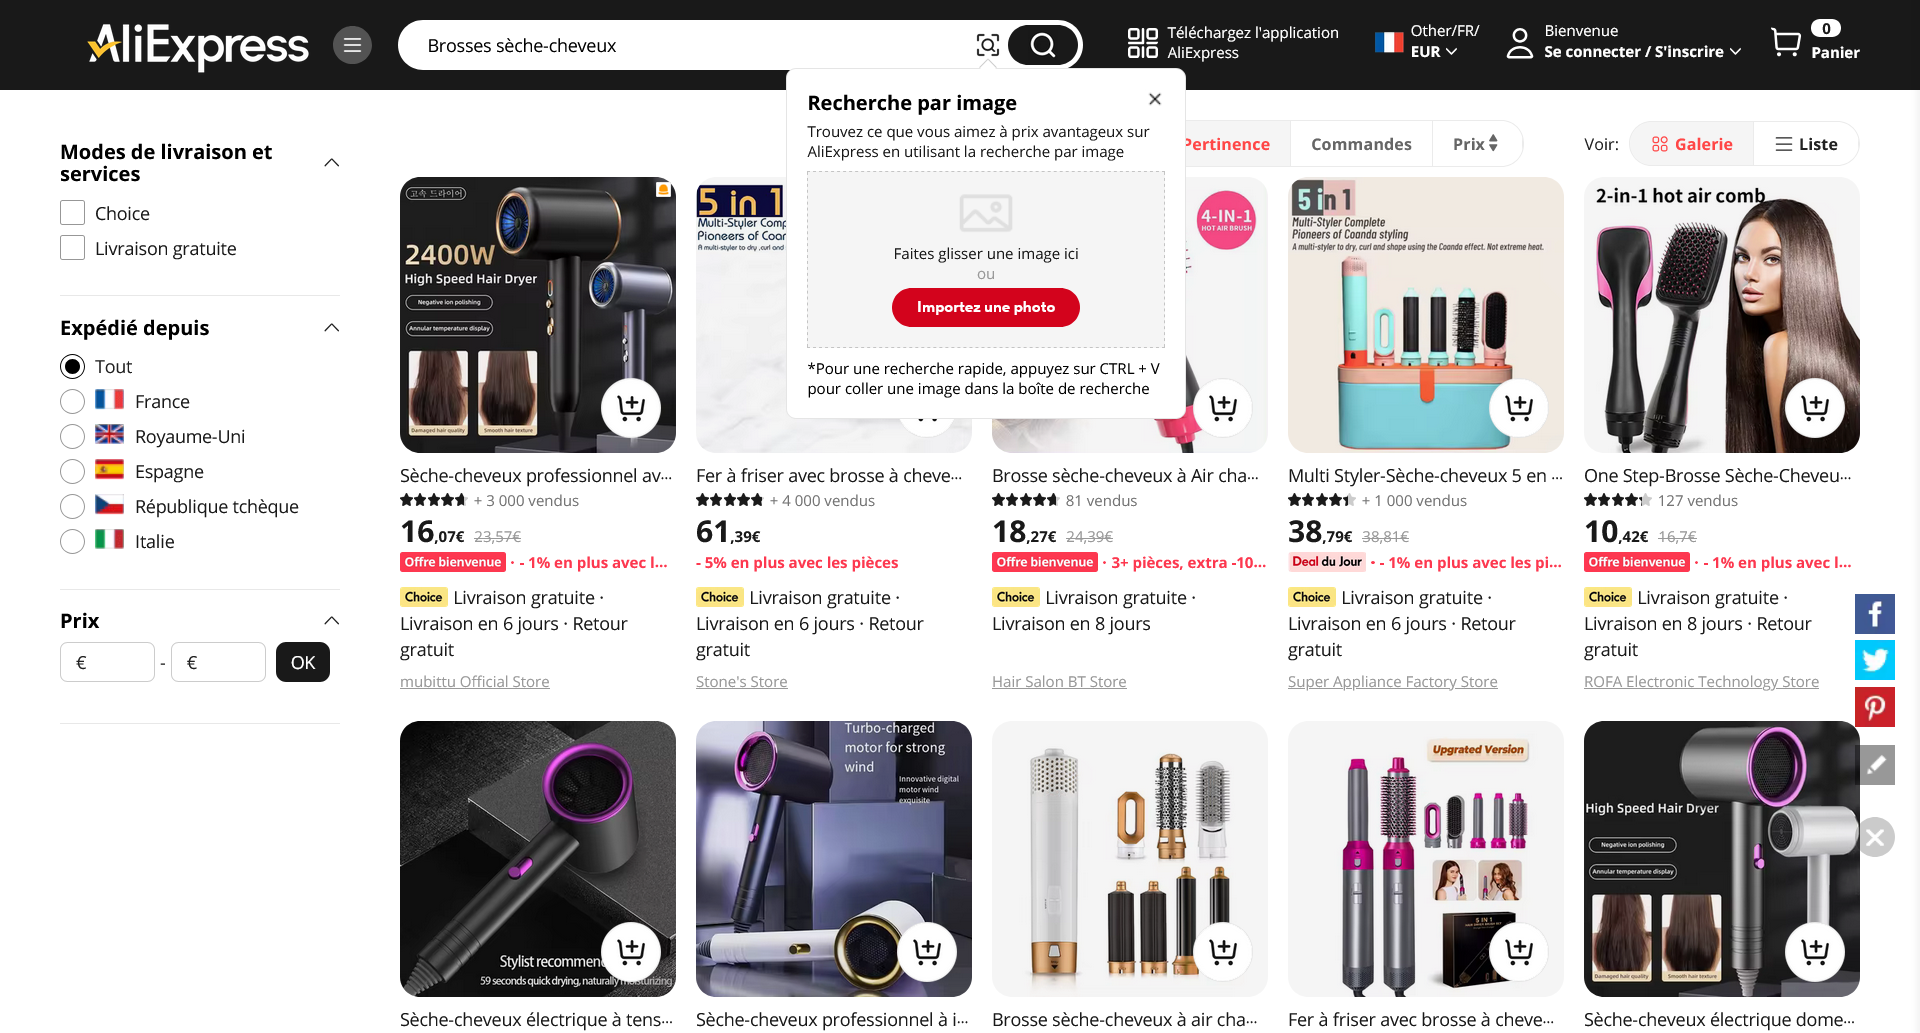 AliExpress
Brosses sèche-cheveux
Téléchargez l'application
AliExpress
Other/FR/
EUR
Bienvenue
Se connecter / S'inscrire
0
Panier
Recherche par image
Trouvez ce que vous aimez à prix avantageux sur
AliExpress en utilisant la recherche par image
Faites glisser une image ici
ou
Importez une photo
*Pour une recherche rapide, appuyez sur CTRL + V
pour coller une image dans la boîte de recherche
Pertinence
Commandes
Prix
Voir:
Galerie
Liste
Modes de livraison et
services
Choice
Livraison gratuite
Expédié depuis
Tout
France
Royaume-Uni
Espagne
République tchèque
Italie
Prix
€ - € OK
고속 드라이어
2400W
High Speed Hair Dryer
Negative ion polishing
Annular temperature display
Damaged hair quality
Smooth hair texture
Sèche-cheveux professionnel av...
+ 3 000 vendus
16,07€ 23,57€
Offre bienvenue · - 1% en plus avec l...
Choice Livraison gratuite ·
Livraison en 6 jours · Retour
gratuit
mubittu Official Store
5 in 1
Multi-Styler Comp
Pioneers of Coan
A multi-styler to dry ,curl and
Fer à friser avec brosse à cheve...
+ 4 000 vendus
61,39€
- 5% en plus avec les pièces
Choice Livraison gratuite ·
Livraison en 6 jours · Retour
gratuit
Stone's Store
4-IN-1
HOT AIR BRUSH
Brosse sèche-cheveux à Air cha...
81 vendus
18,27€ 24,39€
Offre bienvenue · 3+ pièces, extra -10...
Choice Livraison gratuite ·
Livraison en 8 jours
Hair Salon BT Store
5 in 1
Multi-Styler Complete
Pioneers of Coanda styling
A multi-styler to dry, curl and shape using the Coanda effect. Not extreme heat.
Multi Styler-Sèche-cheveux 5 en ...
+ 1 000 vendus
38,79€ 38,81€
Deal du Jour · - 1% en plus avec les pi...
Choice Livraison gratuite ·
Livraison en 6 jours · Retour
gratuit
Super Appliance Factory Store
2-in-1 hot air comb
One Step-Brosse Sèche-Cheveu...
127 vendus
10,42€ 16,7€
Offre bienvenue · - 1% en plus avec l...
Choice Livraison gratuite ·
Livraison en 8 jours · Retour
gratuit
ROFA Electronic Technology Store
Stylist recommen
59 seconds quick drying, naturally moisturizing
Sèche-cheveux électrique à tens...
Turbo-charged
motor for strong
wind
Innovative digital
motor wind
exquisite
Sèche-cheveux professionnel à i...
Brosse sèche-cheveux à air cha...
Upgrated Version
5 IN 1
Fer à friser avec brosse à cheve...
High Speed Hair Dryer
Negative ion polishing
Annular temperature display
Damaged hair quality
Smooth hair texture
Sèche-cheveux électrique dome...